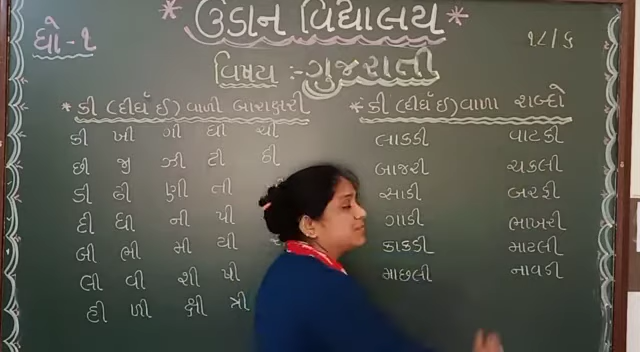 * ઉડાન વિદ્યાલય *
ધો-૧
૧૮/૬
વિષય :- ગુજરાતી
* કી (દીર્ઘ ઈ) વાળી બારાક્ષરી
કી ખી ગી ઘી ચી
છી જી ઝી ટી ઠી
ડી ઢી ણી તી
દી ધી ની પી
બી ભી મી યી
લી વી શી ષી
હી ળી ક્ષી ત્રી
* કી (દીર્ઘ ઈ) વાળા શબ્દો
લાકડી વાટકી
બાજરી ચકલી
સાડી બરફી
ગાડી ભાખરી
કાકડી માટલી
માછલી નાવડી